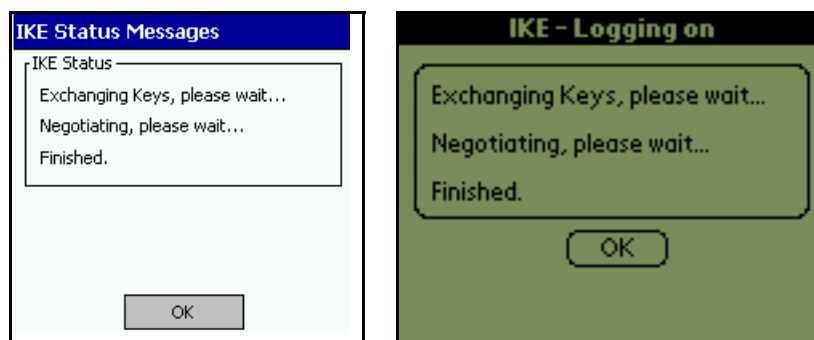 IKE Status Messages
IKE Status
Exchanging Keys, please wait...
Negotiating, please wait...
Finished.
OK
IKE – Logging on
Exchanging Keys, please wait...
Negotiating, please wait...
Finished.
OK